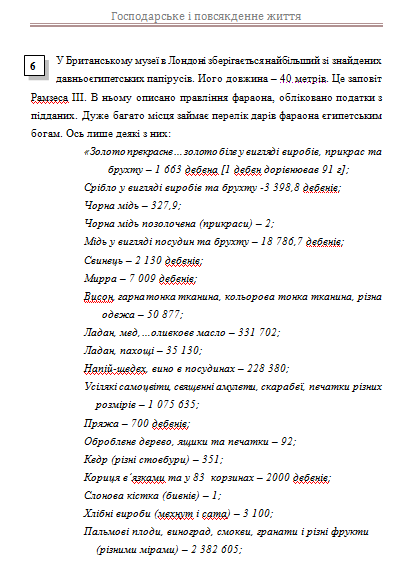 Господарське і повсякденне життя
6
У Британському музеї в Лондоні зберігається найбільший зі знайдених
давньоєгипетських папірусів. Його довжина – 40 метрів. Це заповіт
Рамзеса III. В ньому описано правління фараона, обліковано податки з
підданих. Дуже багато місця займає перелік дарів фараона єгипетським
богам. Ось лише деякі з них:
«Золото прекрасне…золото біле у вигляді виробів, прикрас та
брухту – 1 663 дебена [1 дебен дорівнював 91 г];
Срібло у вигляді виробів та брухту -3 398,8 дебенів;
Чорна мідь – 327,9;
Чорна мідь позолочена (прикраси) – 2;
Мідь у вигляді посудин та брухту – 18 786,7 дебенів;
Свинець – 2 130 дебенів;
Мирра – 7 009 дебенів;
Висон, гарна тонка тканина, кольорова тонка тканина, різна
одежа – 50 877;
Ладан, мед,…оливкове масло – 331 702;
Ладан, пахощі – 35 130;
Напій-шедех, вино в посудинах – 228 380;
Усілякі самоцвіти, священні амулети, скарабеї, печатки різних
розмірів – 1 075 635;
Пряжа – 700 дебенів;
Оброблене дерево, ящики та печатки – 92;
Кедр (різні стовбури) – 351;
Кориця в´язками та у 83 корзинах – 2000 дебенів;
Слонова кістка (бивнів) – 1;
Хлібні вироби (мехнут і сата) – 3 100;
Пальмові плоди, виноград, смокви, гранати і різні фрукти
(різними мірами) – 2 382 605;